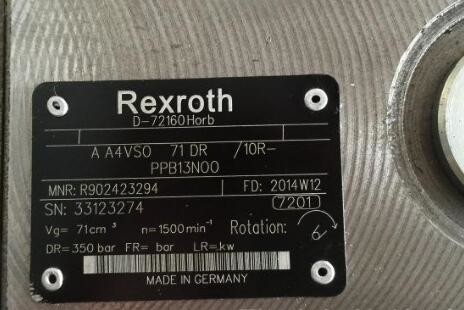 Rexroth
D-72160 Horb
A A4VSO 71 DR /10R-
PPB13N00
MNR: R902423294 FD: 2014W12
SN: 33123274 7201
Vg= 71cm³ n=1500min⁻¹ Rotation:
DR=350 bar FR= bar LR= kw
MADE IN GERMANY